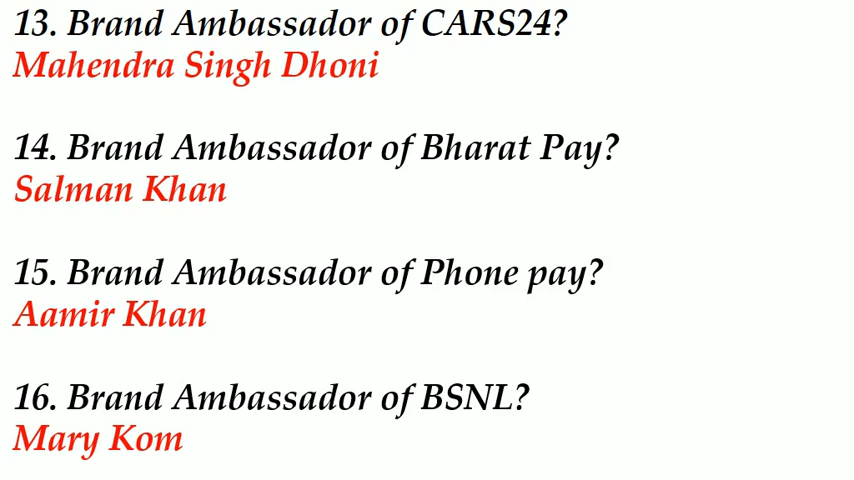 13. Brand Ambassador of CARS24?
Mahendra Singh Dhoni
14. Brand Ambassador of Bharat Pay?
Salman Khan
15. Brand Ambassador of Phone pay?
Aamir Khan
16. Brand Ambassador of BSNL?
Mary Kom